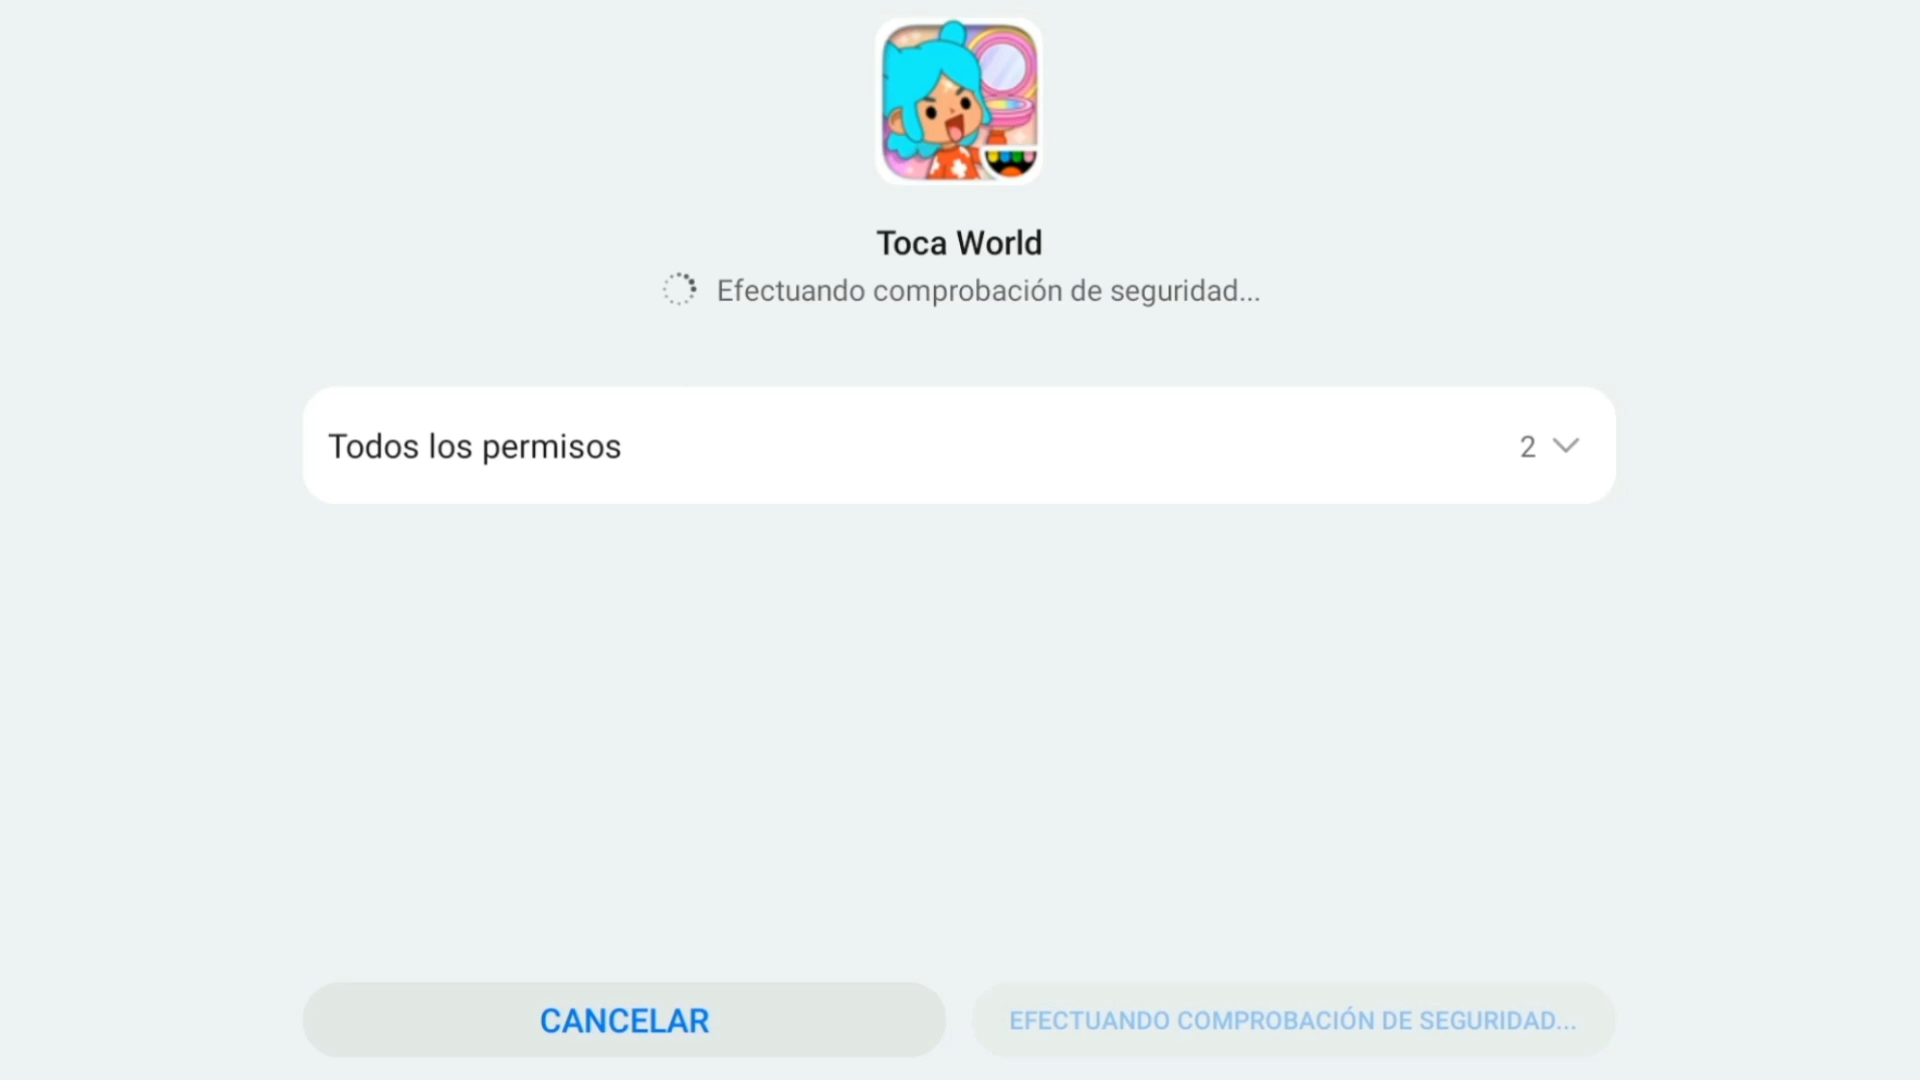 Toca World
Efectuando comprobación de seguridad...
Todos los permisos 2
CANCELAR
EFECTUANDO COMPROBACIÓN DE SEGURIDAD...